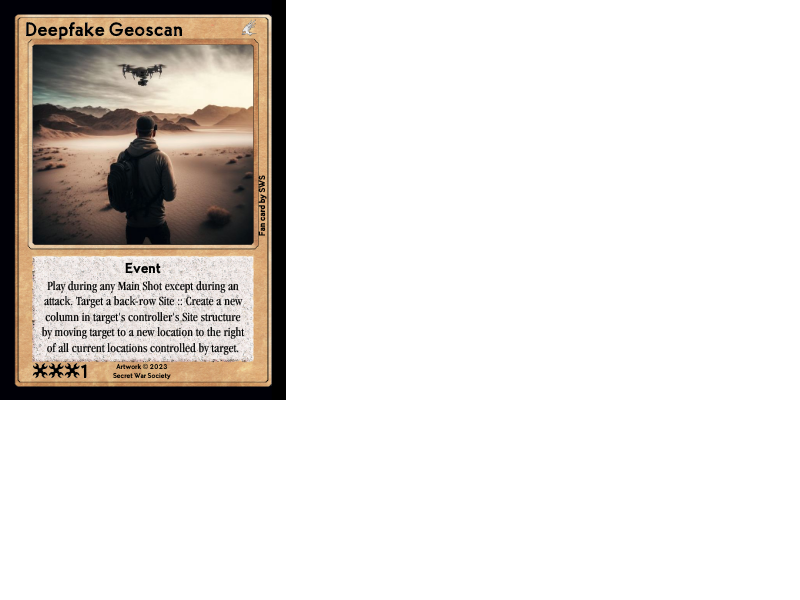 Deepfake Geoscan
Fan card by SWS
Event
Play during any Main Shot except during an
attack. Target a back-row Site :: Create a new
column in target's controller's Site structure
by moving target to a new location to the right
of all current locations controlled by target.
1
Artwork © 2023
Secret War Society